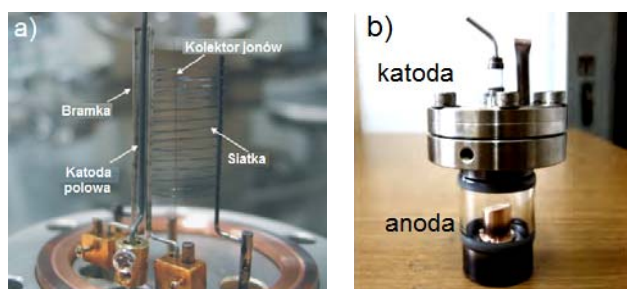 a)
Kolektor jonów
Bramka
Katoda
polowa
Siatka
b)
katoda
anoda